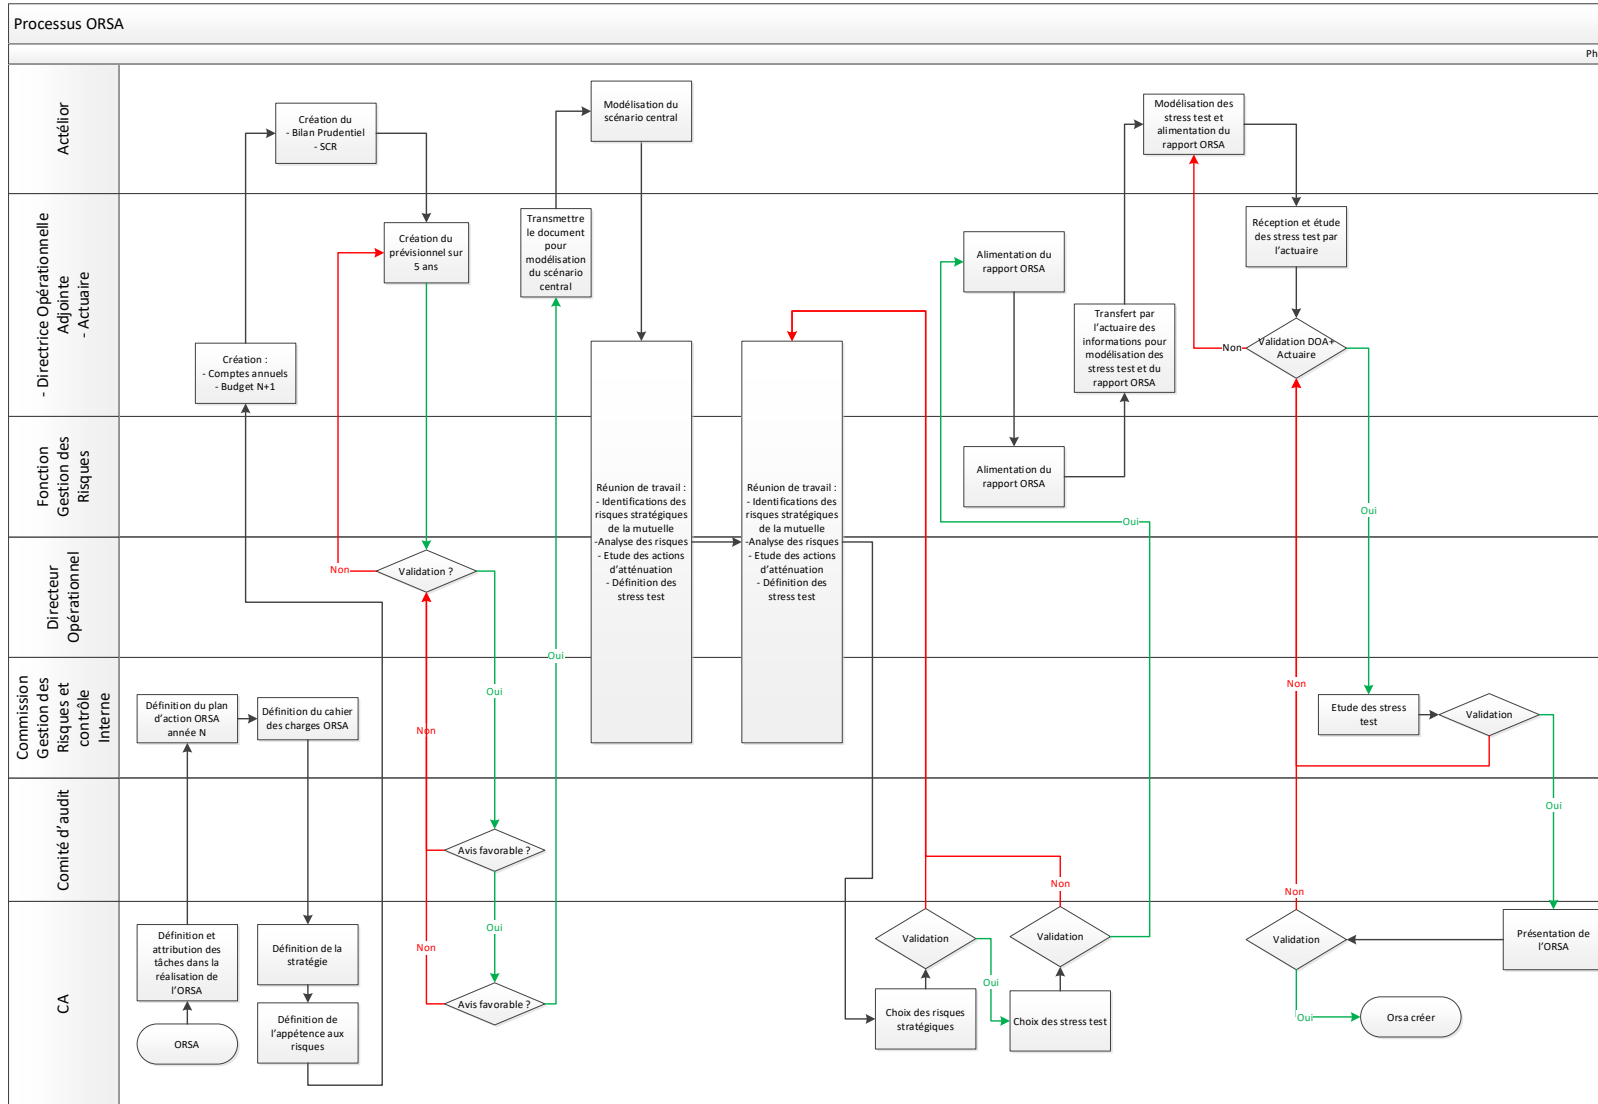 Processus ORSA
Ph
Actélior
Création du
- Bilan Prudentiel
- SCR
Modélisation du
scénario central
Modélisation des
stress test et
alimentation du
rapport ORSA
- Directrice Opérationnelle
Adjointe
- Actuaire
Création :
- Comptes annuels
- Budget N+1
Création du
prévisionnel sur
5 ans
Transmettre
le document
pour
modélisation
du scénario
central
Alimentation du
rapport ORSA
Transfert par
l'actuaire des
informations pour
modélisation des
stress test et du
rapport ORSA
Réception et étude
des stress test par
l'actuaire
Validation DOA+
Actuaire
Non
Oui
Fonction
Gestion des
Risques
Réunion de travail :
- Identifications des
risques stratégiques
de la mutuelle
-Analyse des risques
- Etude des actions
d'atténuation
- Définition des
stress test
Réunion de travail :
- Identifications des
risques stratégiques
de la mutuelle
-Analyse des risques
- Etude des actions
d'atténuation
- Définition des
stress test
Alimentation du
rapport ORSA
Oui
Directeur
Opérationnel
Non
Validation ?
Oui
Oui
Non
Commission
Gestion des
Risques et
contrôle
Interne
Définition du plan
d'action ORSA
année N
Définition du cahier
des charges ORSA
Non
Etude des stress
test
Validation
Oui
Comité d'audit
Avis favorable ?
Oui
Non
Non
Non
CA
Définition et
attribution des
tâches dans la
réalisation de
l'ORSA
ORSA
Définition de la
stratégie
Définition de
l'appétence aux
risques
Avis favorable ?
Validation
Oui
Choix des risques
stratégiques
Validation
Choix des stress test
Validation
Oui
Présentation de
l'ORSA
Orsa créer